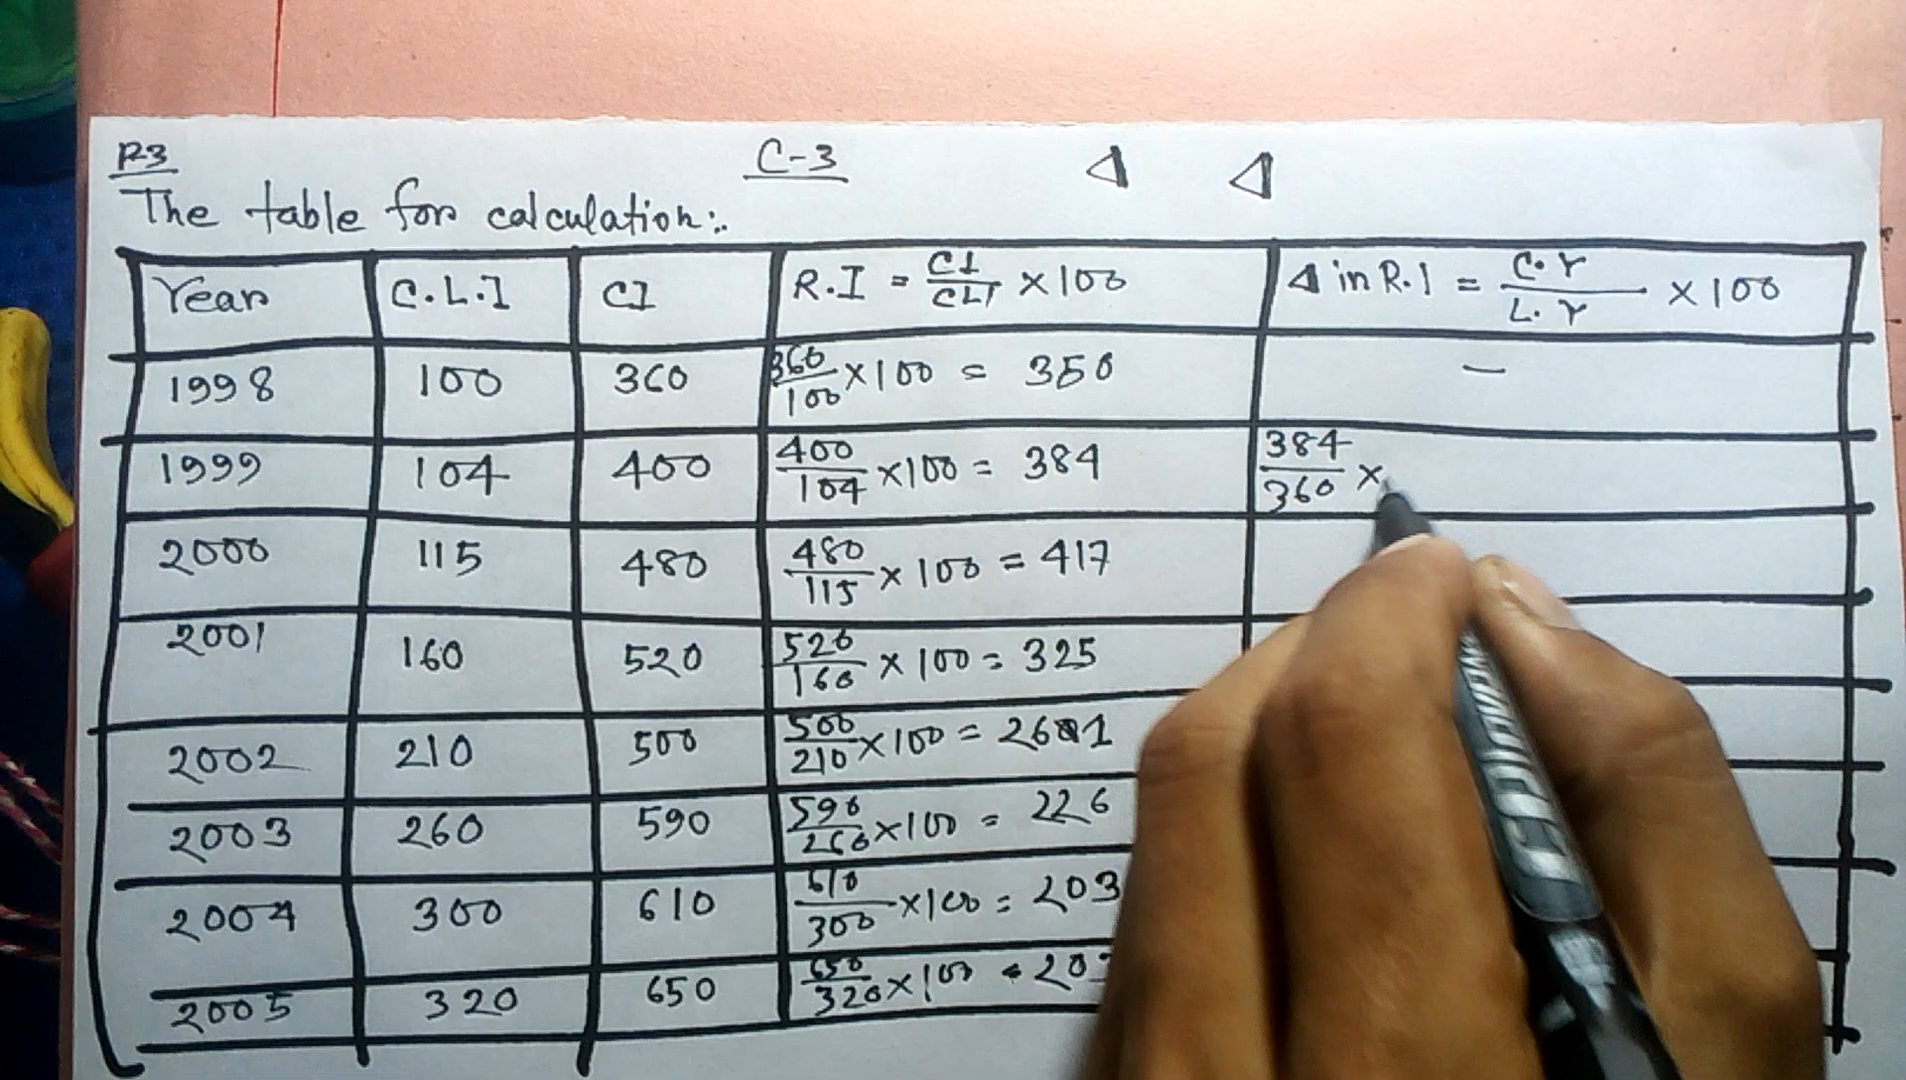 P3
C-3
Δ Δ
The table for calculation:.
Year C.L.I CI R.I = CI/CLI × 100 Δ in R.I = C.Y/L.Y × 100
1998 100 360 360/100 × 100 = 360 —
1999 104 400 400/104 × 100 = 384 384/360 ×
2000 115 480 480/115 × 100 = 417
2001 160 520 520/160 × 100 = 325
2002 210 500 500/210 × 100 =
2003 260 590 590/260 × 100 = 226
2004 300 610 610/300 × 100 = 203
2005 320 650 650/320 × 100 =